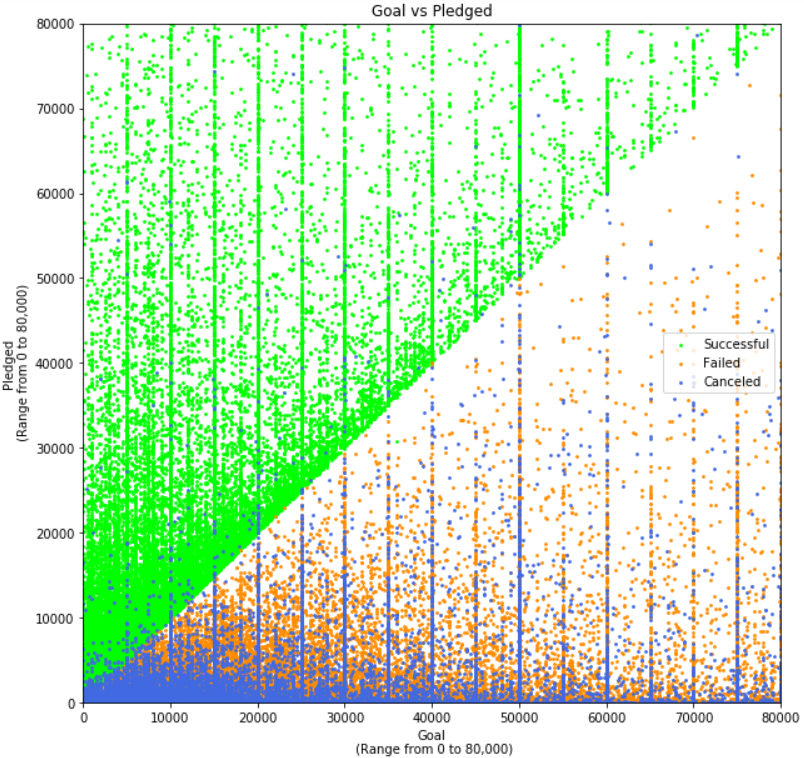 Goal vs Pledged
80000
70000
60000
50000
40000
30000
20000
10000
0
Pledged
(Range from 0 to 80,000)
Successful
Failed
Canceled
0 10000 20000 30000 40000 50000 60000 70000 80000
Goal
(Range from 0 to 80,000)